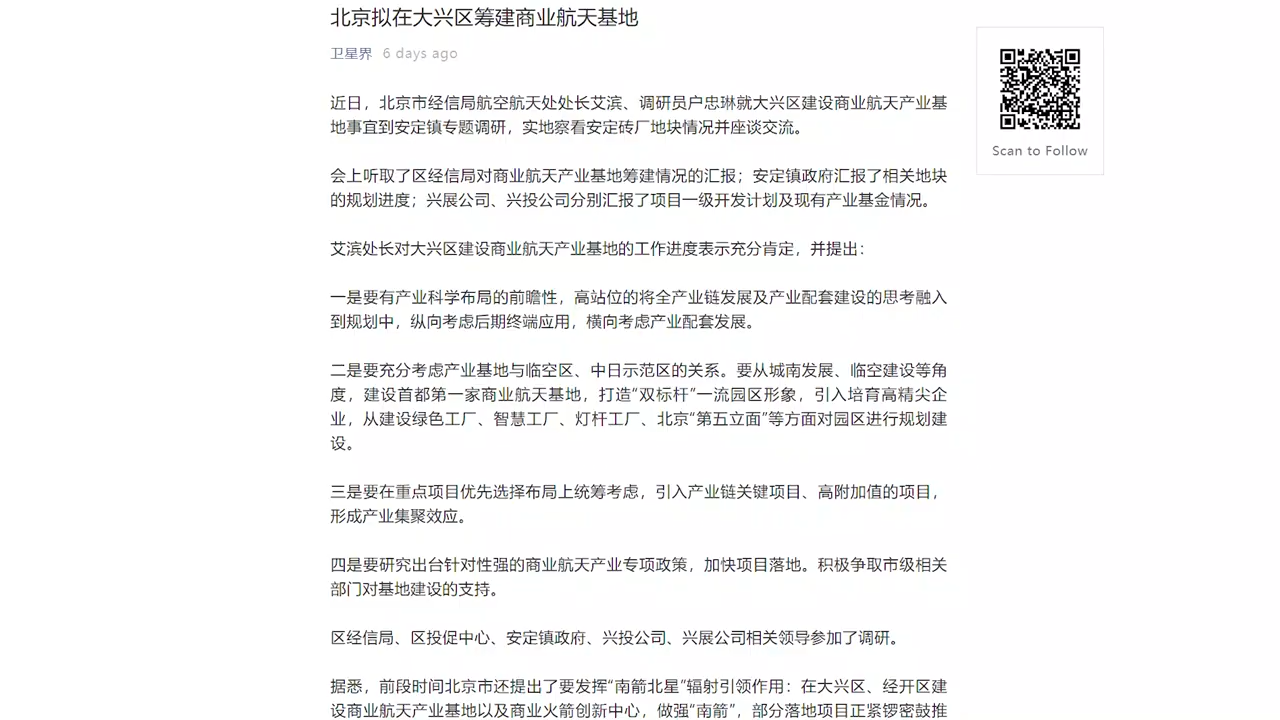 北京拟在大兴区筹建商业航天基地
卫星界 6 days ago
近日，北京市经信局航空航天处处长艾滨、调研员户忠琳就大兴区建设商业航天产业基
地事宜到安定镇专题调研，实地察看安定砖厂地块情况并座谈交流。
会上听取了区经信局对商业航天产业基地筹建情况的汇报；安定镇政府汇报了相关地块
的规划进度；兴展公司、兴投公司分别汇报了项目一级开发计划及现有产业基金情况。
艾滨处长对大兴区建设商业航天产业基地的工作进度表示充分肯定，并提出：
一是要有产业科学布局的前瞻性，高站位的将全产业链发展及产业配套建设的思考融入
到规划中，纵向考虑后期终端应用，横向考虑产业配套发展。
二是要充分考虑产业基地与临空区、中日示范区的关系。要从城南发展、临空建设等角
度，建设首都第一家商业航天基地，打造“双标杆”一流园区形象，引入培育高精尖企
业，从建设绿色工厂、智慧工厂、灯杆工厂、北京“第五立面”等方面对园区进行规划建
设。
三是要在重点项目优先选择布局上统筹考虑，引入产业链关键项目、高附加值的项目，
形成产业集聚效应。
四是要研究出台针对性强的商业航天产业专项政策，加快项目落地。积极争取市级相关
部门对基地建设的支持。
区经信局、区投促中心、安定镇政府、兴投公司、兴展公司相关领导参加了调研。
据悉，前段时间北京市还提出了要发挥“南箭北星”辐射引领作用：在大兴区、经开区建
设商业航天产业基地以及商业火箭创新中心，做强“南箭”，部分落地项目正紧锣密鼓推
Scan to Follow